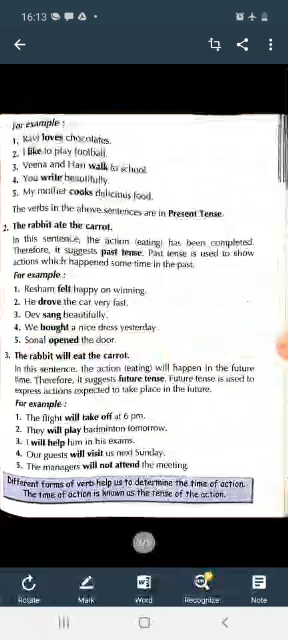 16:13
For example :
1. Ravi loves chocolates.
2. I like to play football.
3. Veena and Hari walk to school.
4. You write beautifully.
5. My mother cooks delicious food.
The verbs in the above sentences are in Present Tense.
2. The rabbit ate the carrot.
In this sentence, the action (eating) has been completed.
Therefore, it suggests past tense. Past tense is used to show
actions which happened some time in the past.
For example :
1. Resham felt happy on winning.
2. He drove the car very fast.
3. Dev sang beautifully.
4. We bought a nice dress yesterday.
5. Sonal opened the door.
3. The rabbit will eat the carrot.
In this sentence, the action (eating) will happen in the future
time. Therefore, it suggests future tense. Future tense is used to
express actions expected to take place in the future.
For example :
1. The flight will take off at 6 pm.
2. They will play badminton tomorrow.
3. I will help him in his exams.
4. Our guests will visit us next Sunday.
5. The managers will not attend the meeting.
Different forms of verb help us to determine the time of action.
The time of action is known as the tense of the action.
Rotate Mark Word Recognize Note